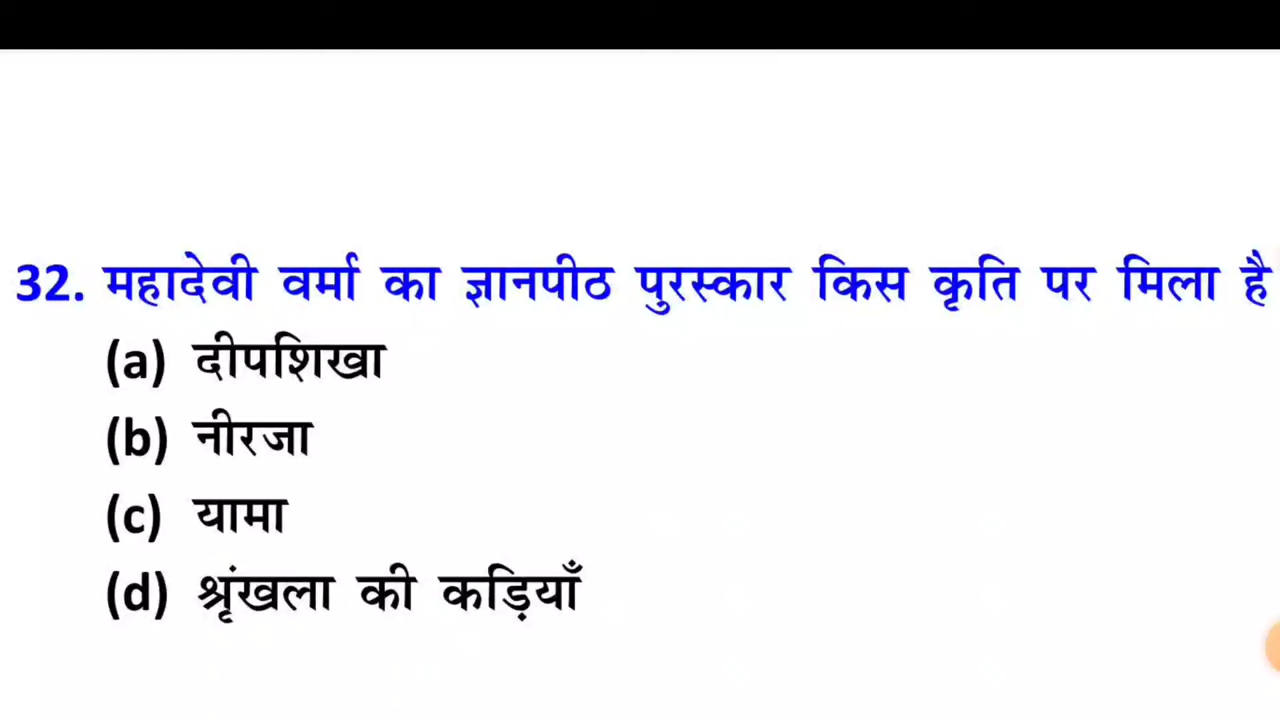 32. महादेवी वर्मा का ज्ञानपीठ पुरस्कार किस कृति पर मिला है
(a) दीपशिखा
(b) नीरजा
(c) यामा
(d) श्रृंखला की कड़ियाँ